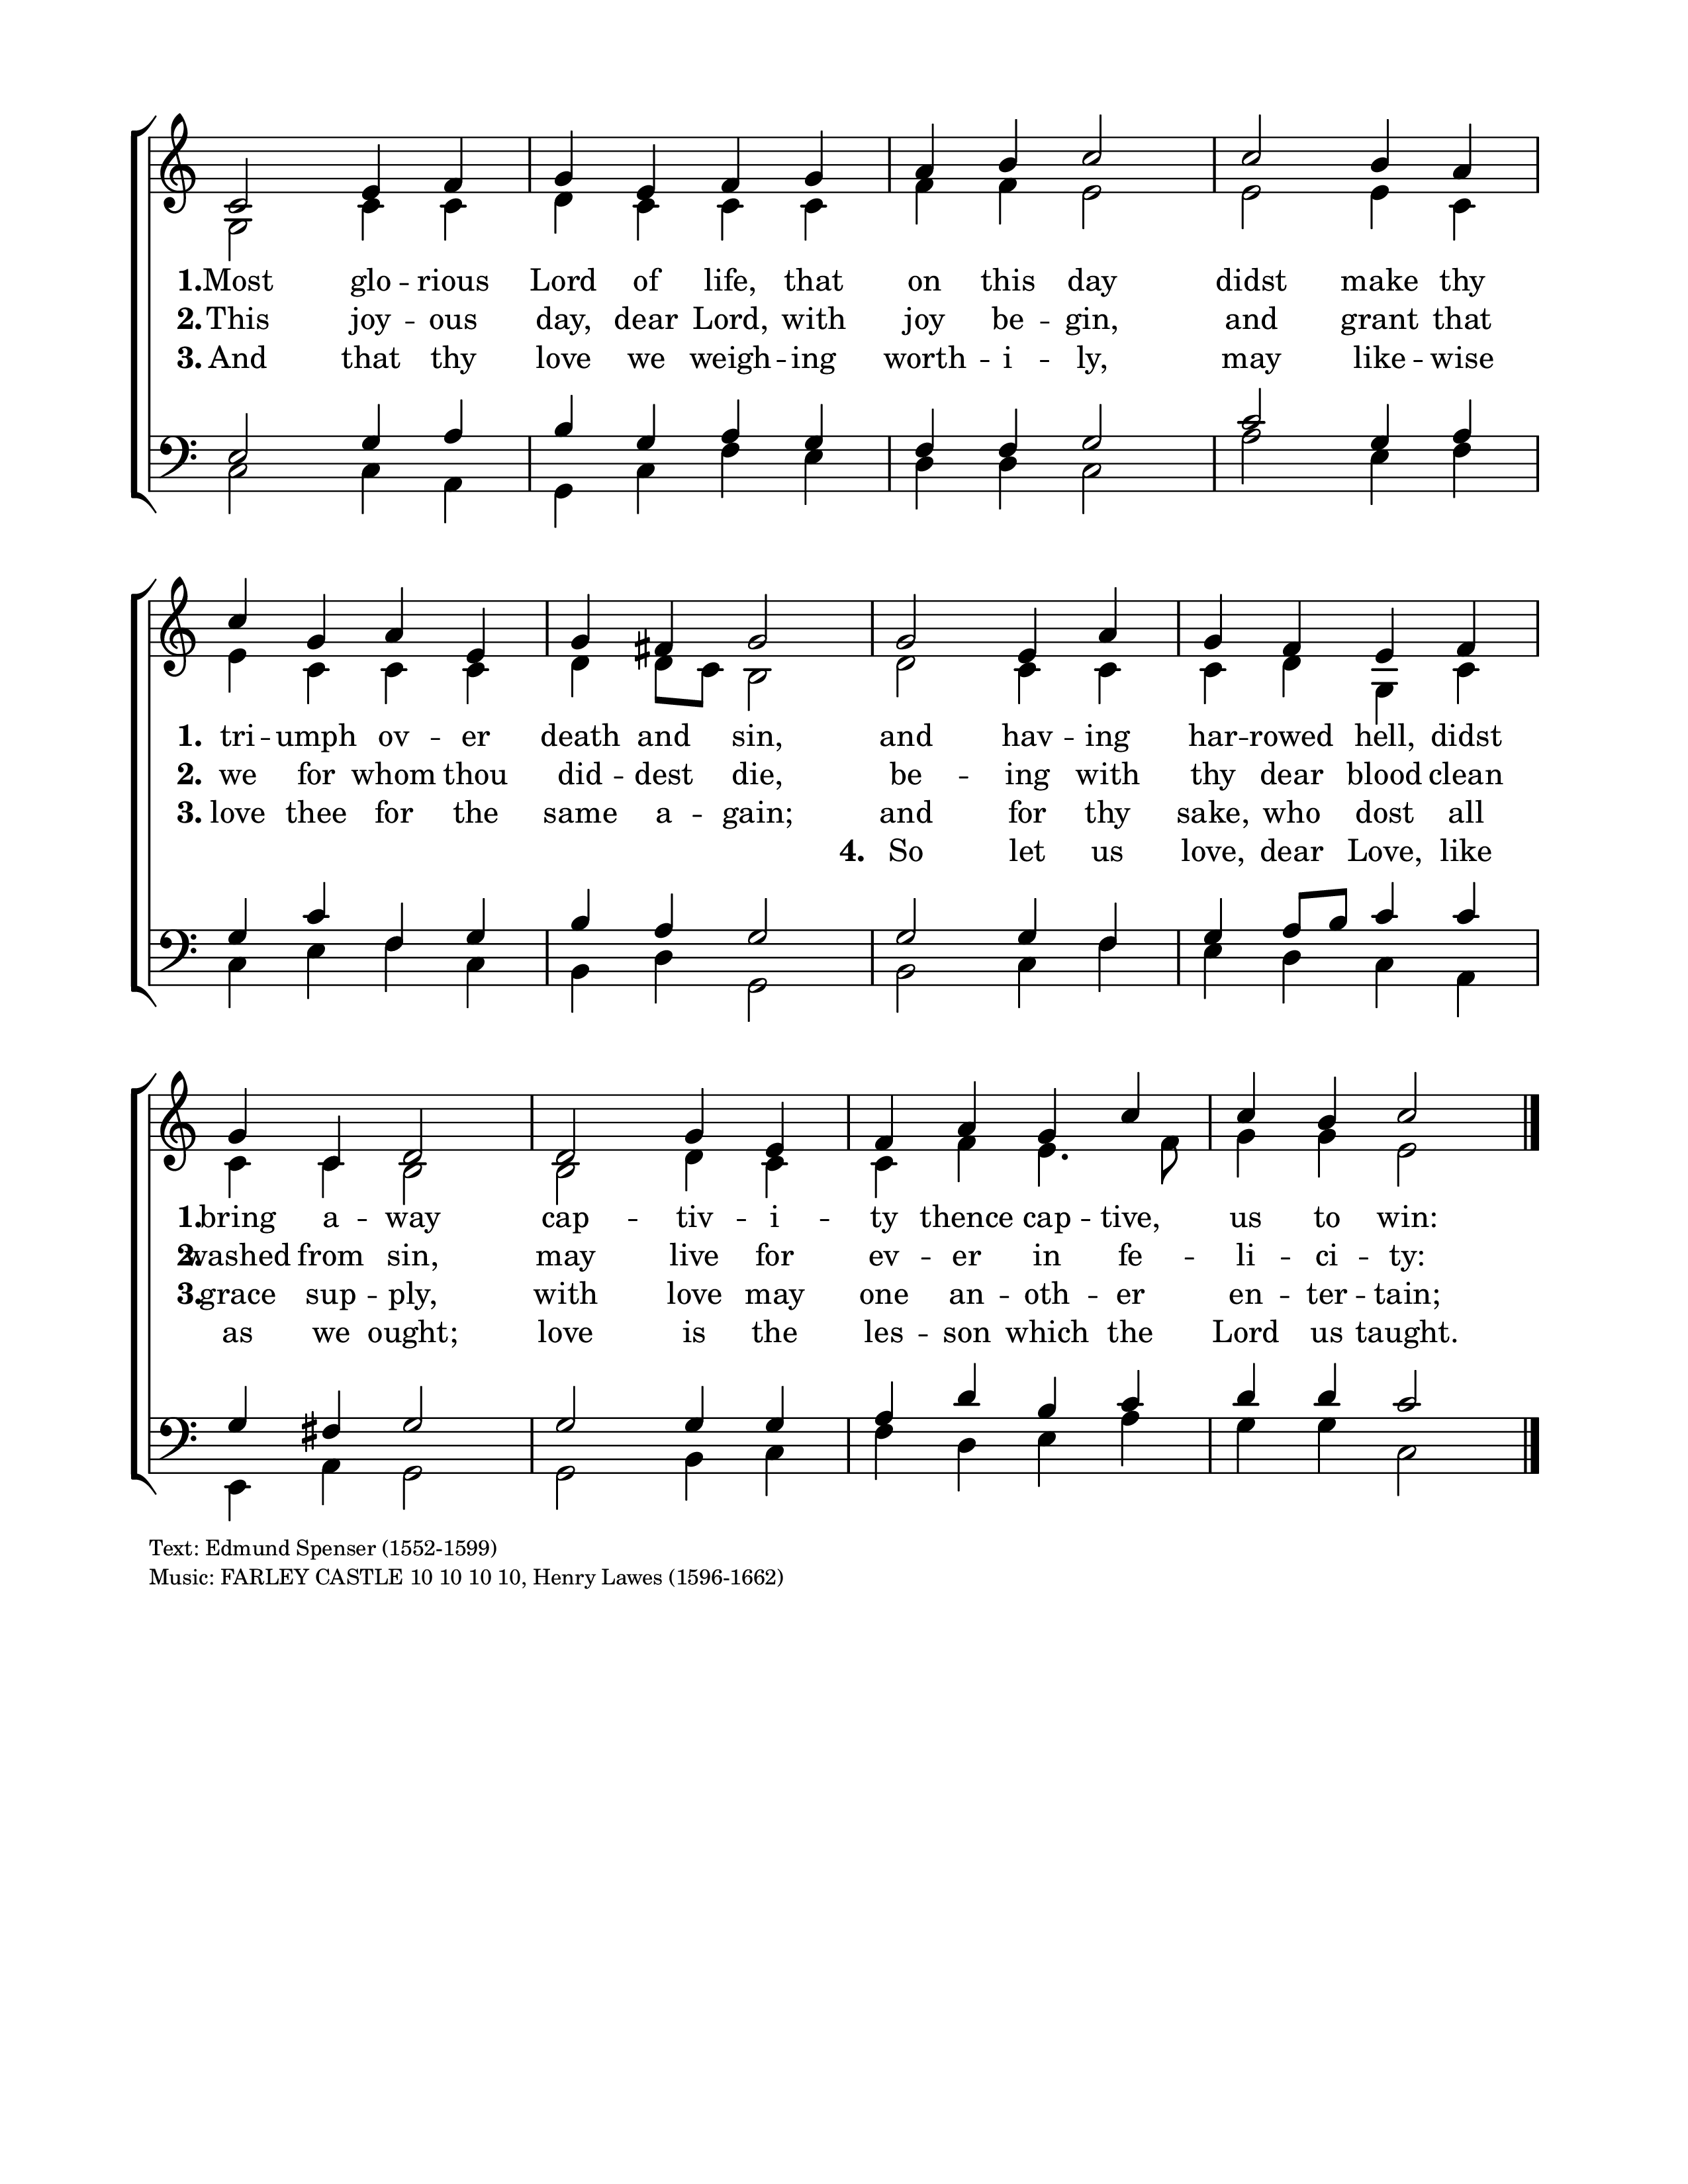 1.Most glo - rious Lord of life, that on this day didst make thy
2.This joy - ous day, dear Lord, with joy be - gin, and grant that
3.And that thy love we weigh - ing worth - i - ly, may like - wise
1. tri - umph ov - er death and sin, and hav - ing har - rowed hell, didst
2. we for whom thou did - dest die, be - ing with thy dear blood clean
3. love thee for the same a - gain; and for thy sake, who dost all
4. So let us love, dear Love, like
1.bring a - way cap - tiv - i - ty thence cap - tive, us to win:
2.washed from sin, may live for ev - er in fe - li - ci - ty:
3.grace sup - ply, with love may one an - oth - er en - ter - tain;
as we ought; love is the les - son which the Lord us taught.
Text: Edmund Spenser (1552-1599)
Music: FARLEY CASTLE 10 10 10 10, Henry Lawes (1596-1662)